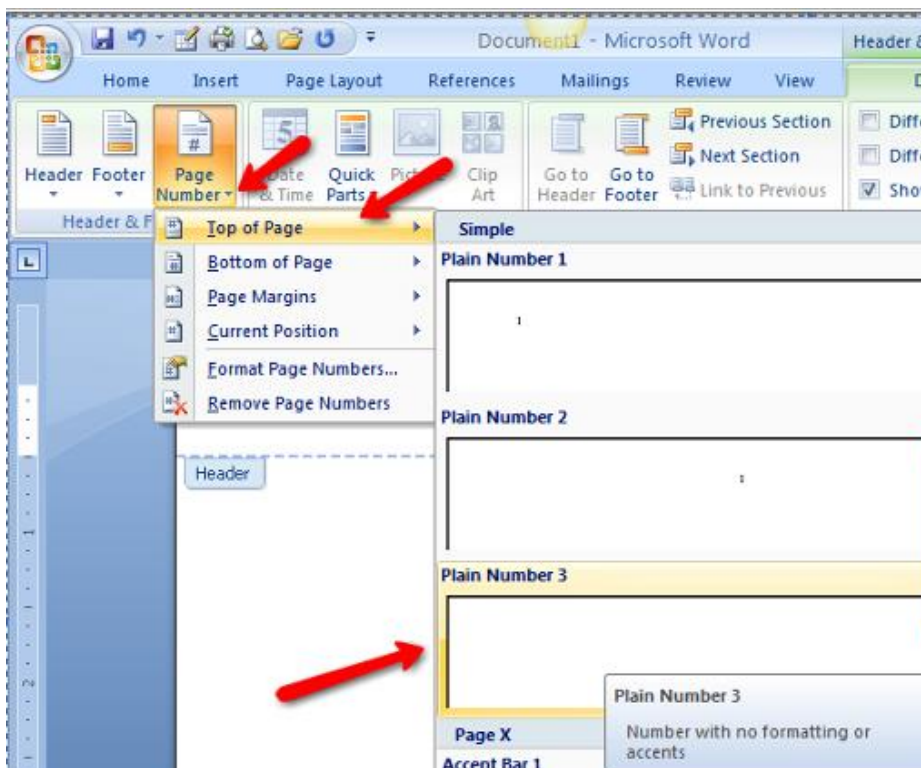 Document1 - Microsoft Word
Header &
Home Insert Page Layout References Mailings Review View
Previous Section
Next Section
Link to Previous
Header Footer Page Number Date & Time Quick Parts Clip Art Go to Header Go to Footer
Diff
Diff
Sho
Header & F
Top of Page
Bottom of Page
Page Margins
Current Position
Format Page Numbers...
Remove Page Numbers
Header
Simple
Plain Number 1
Plain Number 2
Plain Number 3
Plain Number 3
Number with no formatting or
accents
Page X
Accent Bar 1